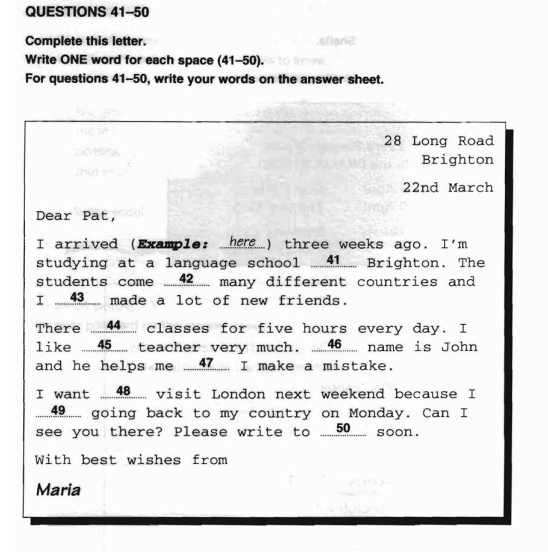 QUESTIONS 41–50
Complete this letter.
Write ONE word for each space (41–50).
For questions 41–50, write your words on the answer sheet.
28 Long Road
Brighton
22nd March
Dear Pat,
I arrived (Example: here ) three weeks ago. I'm
studying at a language school 41 Brighton. The
students come 42 many different countries and
I 43 made a lot of new friends.
There 44 classes for five hours every day. I
like 45 teacher very much. 46 name is John
and he helps me 47 I make a mistake.
I want 48 visit London next weekend because I
49 going back to my country on Monday. Can I
see you there? Please write to 50 soon.
With best wishes from
Maria